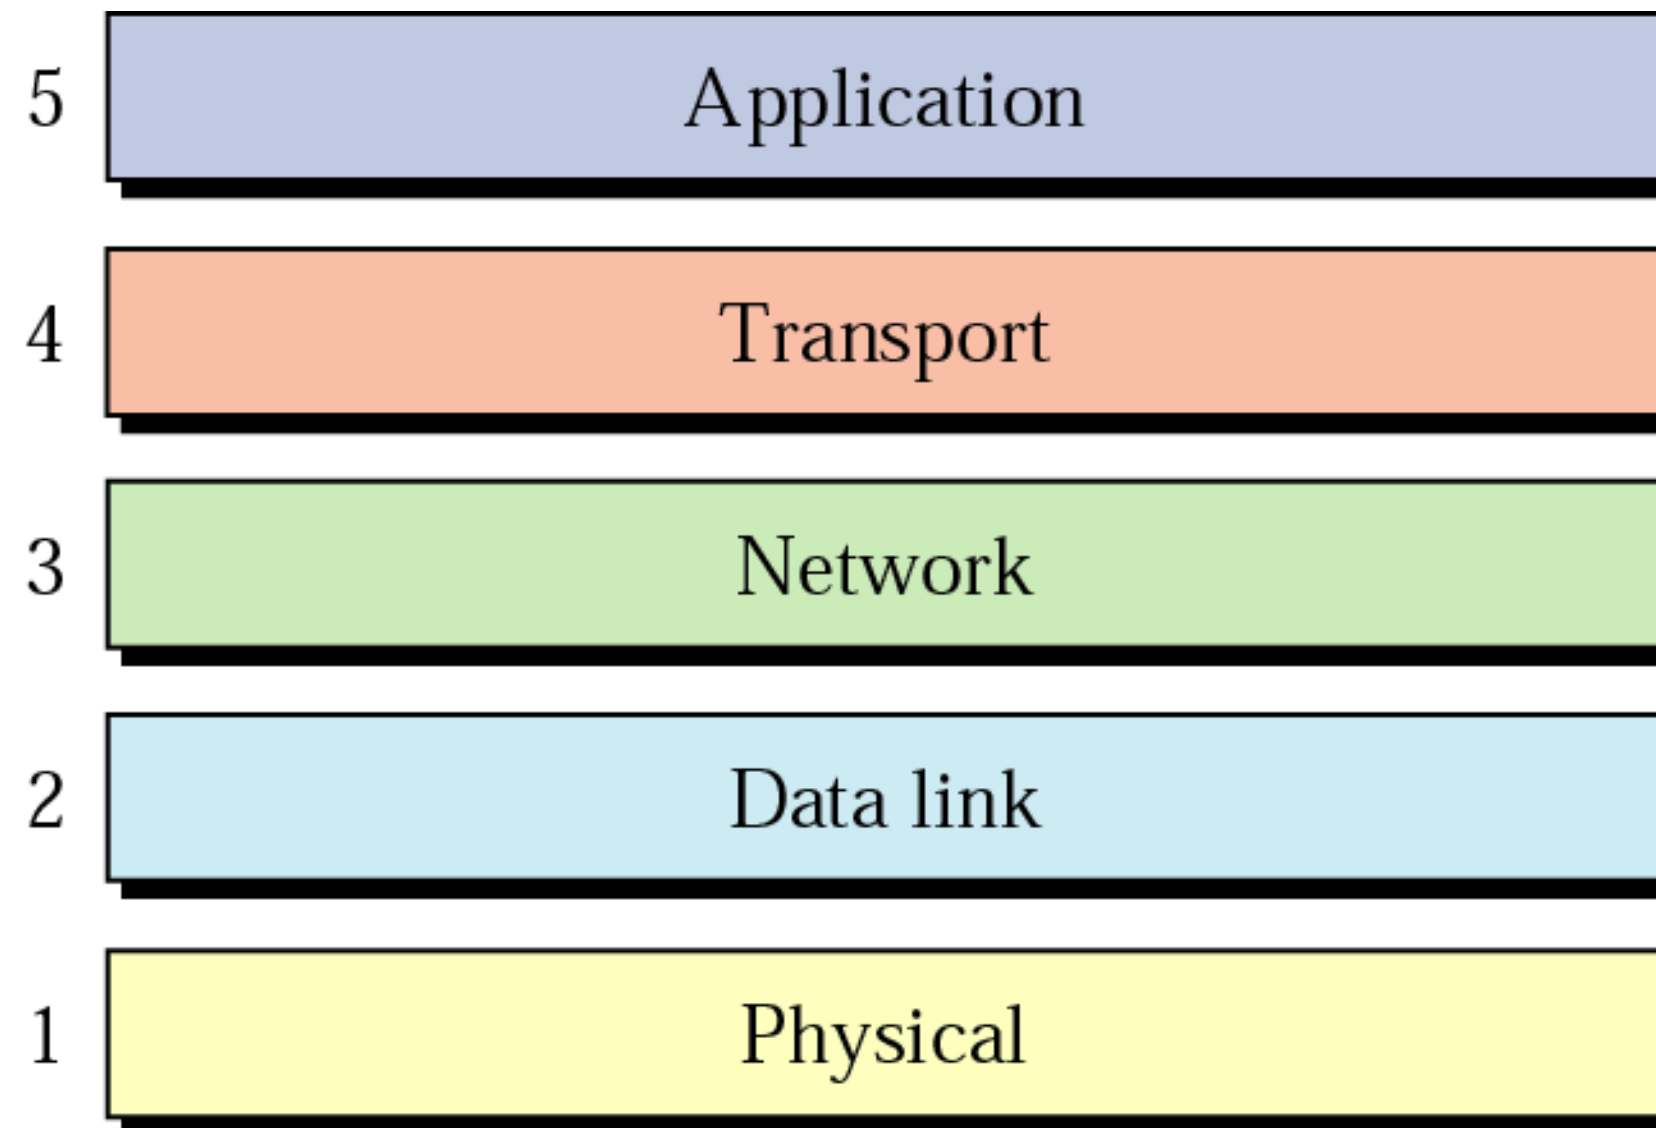 5 Application
4 Transport
3 Network
2 Data link
1 Physical